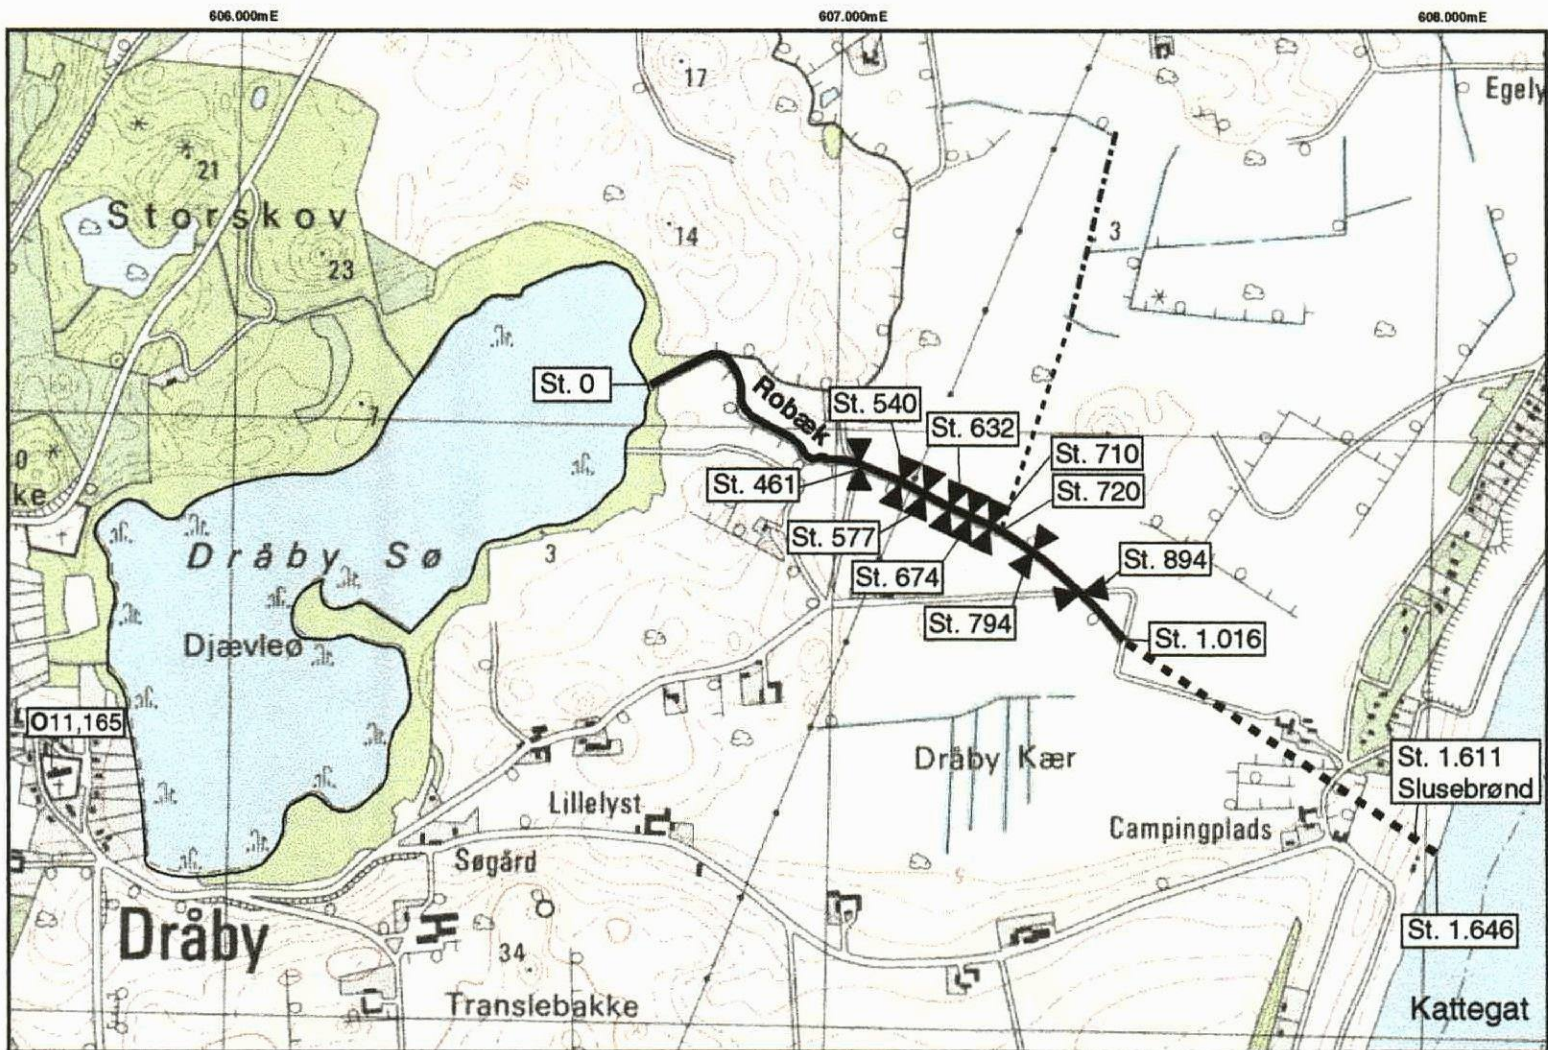 606.000mE
607.000mE
608.000mE
17
Egely
21
Storskov
3
14
23
St. 0
7
Robæk
St. 540
St. 632
0
ke
St. 461
St. 710
St. 720
St. 577
Dråby Sø
3
St. 674
St. 894
St. 794
Djævleø
St. 1.016
O11,165
Dråby Kær
St. 1.611
Slusebrønd
Lillelyst
Campingplads
Søgård
Dråby
St. 1.646
34
Translebakke
Kattegat